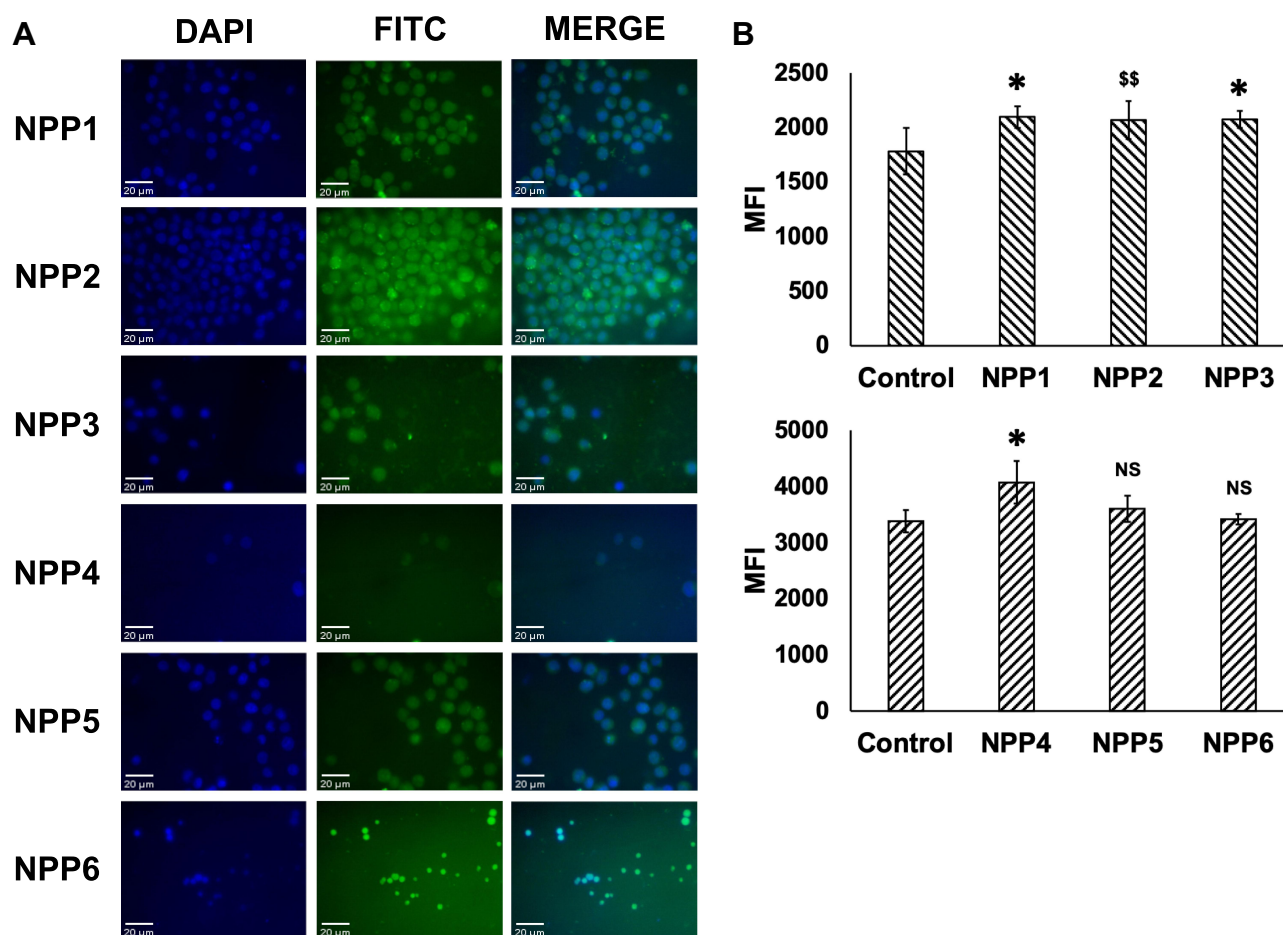 A
DAPI FITC MERGE
NPP1
20 µm 20 µm 20 µm
NPP2
20 µm 20 µm 20 µm
NPP3
20 µm 20 µm 20 µm
NPP4
20 µm 20 µm 20 µm
NPP5
20 µm 20 µm 20 µm
NPP6
20 µm 20 µm 20 µm
B
MFI
2500
2000
1500
1000
500
0
* $$ *
Control NPP1 NPP2 NPP3
MFI
5000
4000
3000
2000
1000
0
* NS NS
Control NPP4 NPP5 NPP6